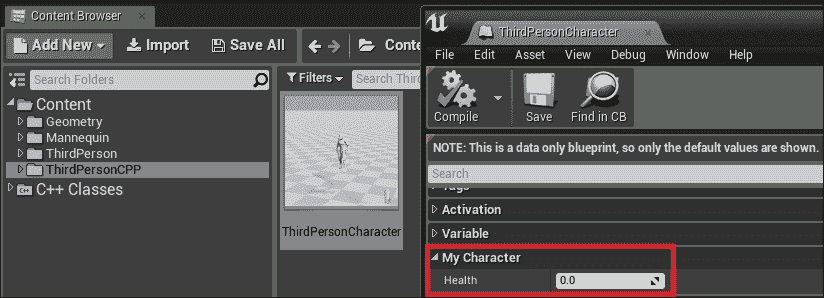 Content Browser
Add New
Import
Save All
Conte
Search Folders
Filters
Search Thi
Content
Geometry
Mannequin
ThirdPerson
ThirdPersonCPP
C++ Classes
ThirdPersonCharacter
ThirdPersonCharacter
File Edit Asset View Debug Window Help
Compile
Save
Find in CB
NOTE: This is a data only blueprint, so only the default values are shown.
Search
Tags
Activation
Variable
My Character
Health 0.0